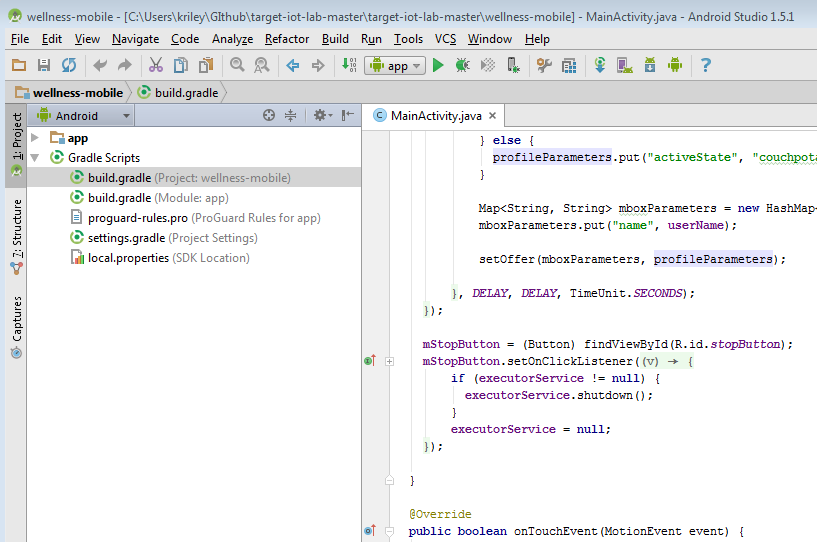 wellness-mobile - [C:\Users\kriley\GIthub\target-iot-lab-master\target-iot-lab-master\wellness-mobile] - MainActivity.java - Android Studio 1.5.1
File Edit View Navigate Code Analyze Refactor Build Run Tools VCS Window Help
app
wellness-mobile build.gradle
1: Project
7: Structure
Captures
Android
app
Gradle Scripts
build.gradle (Project: wellness-mobile)
build.gradle (Module: app)
proguard-rules.pro (ProGuard Rules for app)
settings.gradle (Project Settings)
local.properties (SDK Location)
MainActivity.java
} else {
profileParameters.put("activeState", "couchpota
}
Map<String, String> mboxParameters = new HashMap<
mboxParameters.put("name", userName);
setOffer(mboxParameters, profileParameters);
}, DELAY, DELAY, TimeUnit.SECONDS);
});
mStopButton = (Button) findViewById(R.id.stopButton);
mStopButton.setOnClickListener((v) → {
if (executorService != null) {
executorService.shutdown();
}
executorService = null;
});
}
@Override
public boolean onTouchEvent(MotionEvent event) {